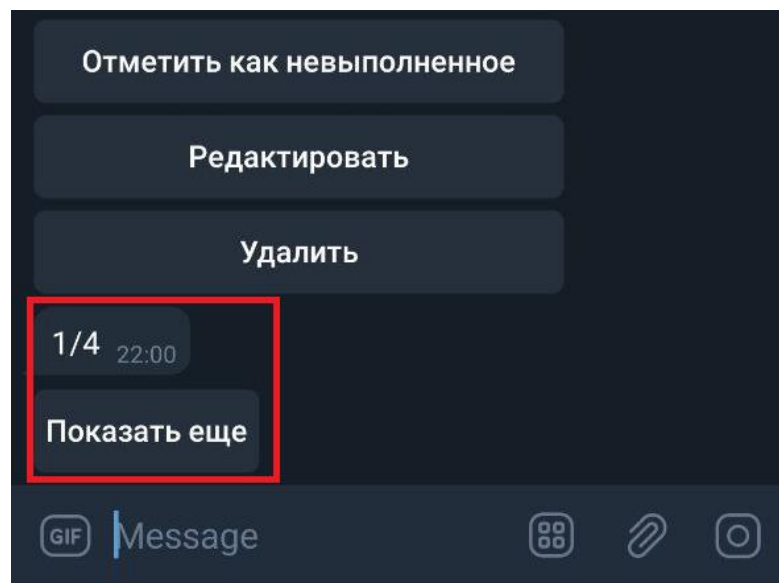 Отметить как невыполненное
Редактировать
Удалить
1/4 22:00
Показать еще
GIF Message